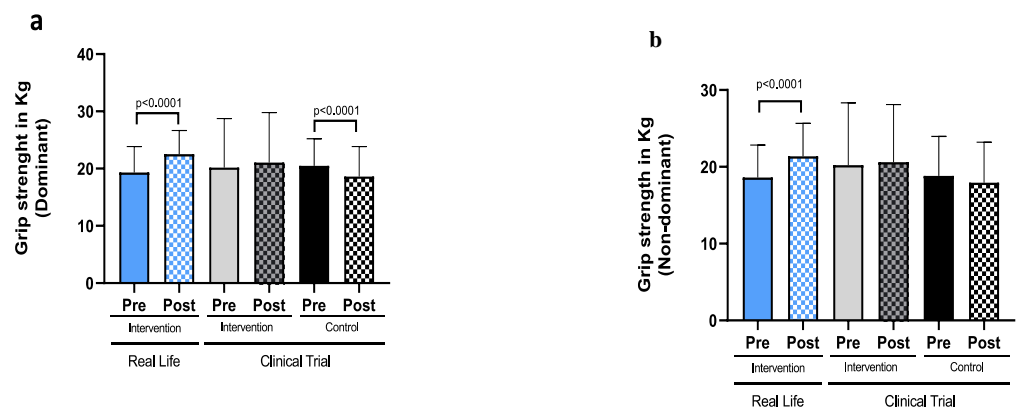 a
Grip strenght in Kg
(Dominant)
40
30
20
10
0
p<0.0001
p<0.0001
Pre Post Pre Post Pre Post
Intervention Intervention Control
Real Life Clinical Trial
b
Grip strength in Kg
(Non-dominant)
30
20
10
0
p<0.0001
Pre Post Pre Post Pre Post
Intervention Intervention Control
Real Life Clinical Trial